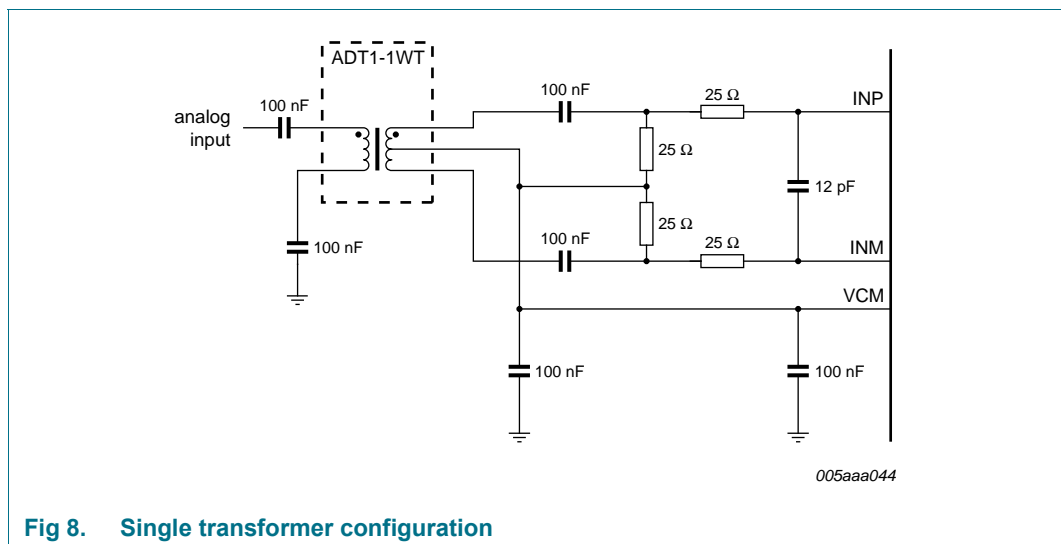 ADT1-1WT
100 nF
25 Ω
INP
100 nF
analog
input
25 Ω
12 pF
25 Ω
100 nF
100 nF
25 Ω
INM
VCM
100 nF
100 nF
005aaa044
Fig 8. Single transformer configuration